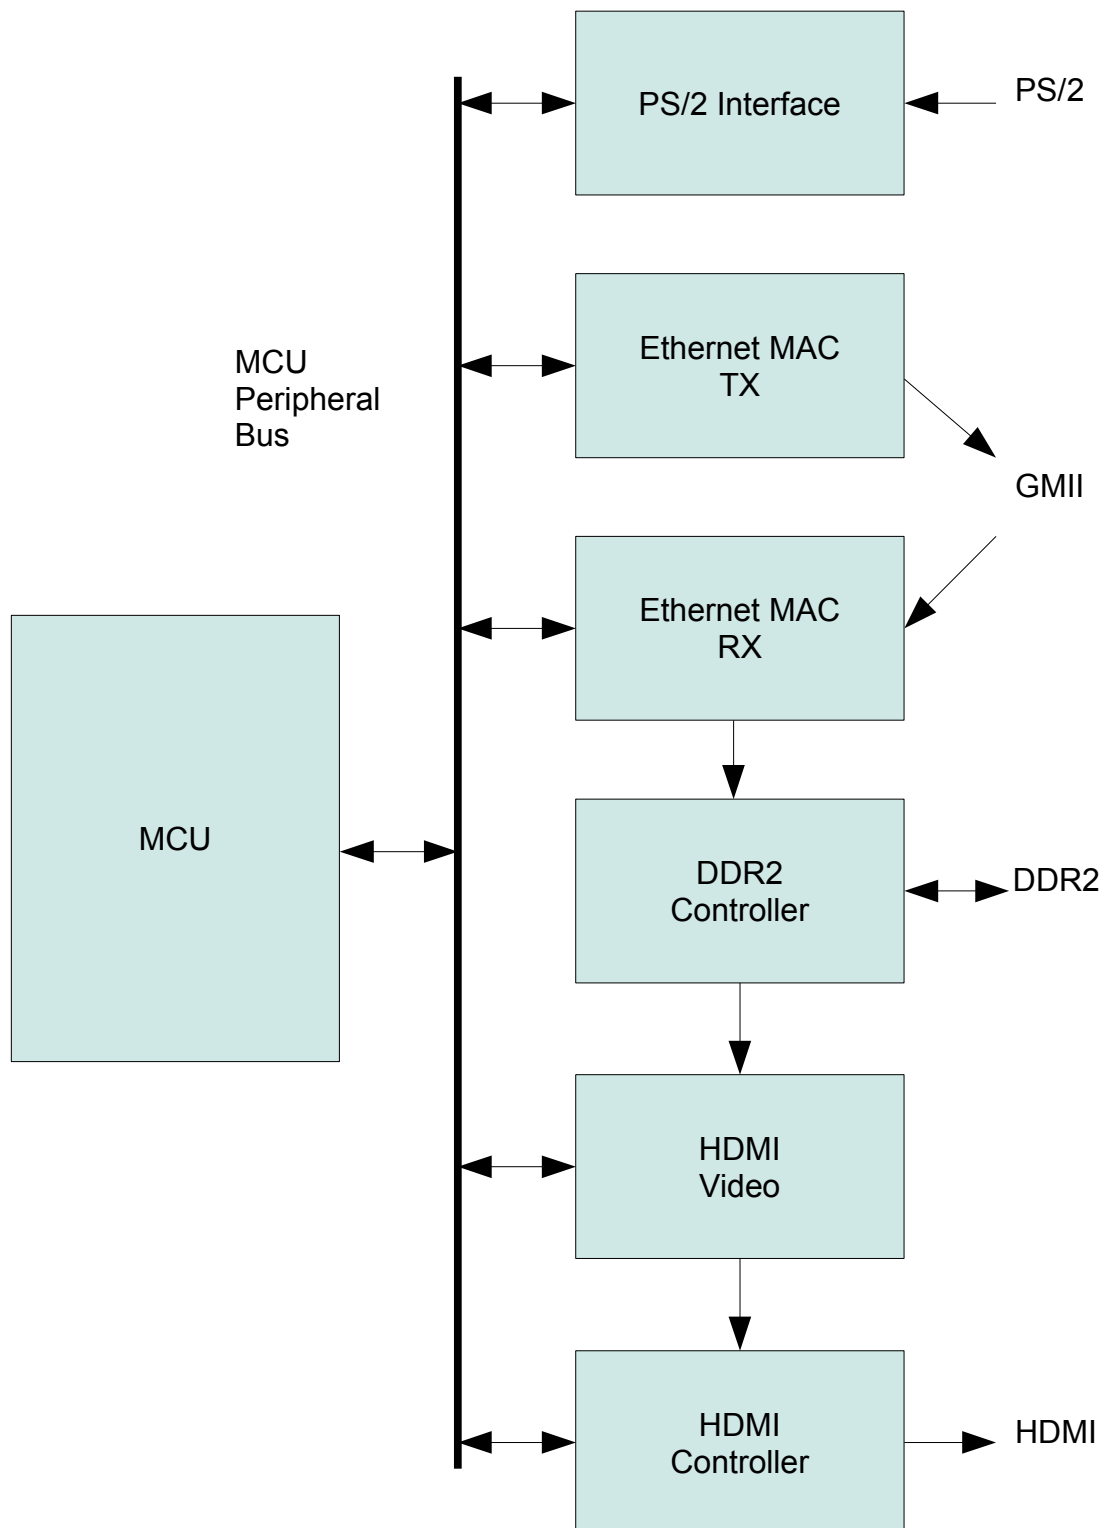 PS/2 Interface
PS/2
MCU
Peripheral
Bus
Ethernet MAC
TX
GMII
Ethernet MAC
RX
MCU
DDR2
Controller
DDR2
HDMI
Video
HDMI
Controller
HDMI